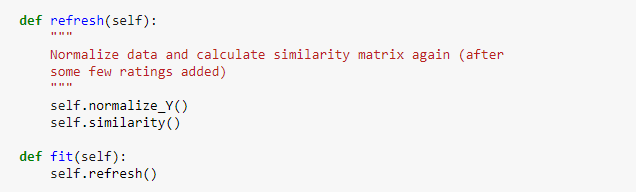 def refresh(self):
    """
    Normalize data and calculate similarity matrix again (after
    some few ratings added)
    """
    self.normalize_Y()
    self.similarity()

def fit(self):
    self.refresh()